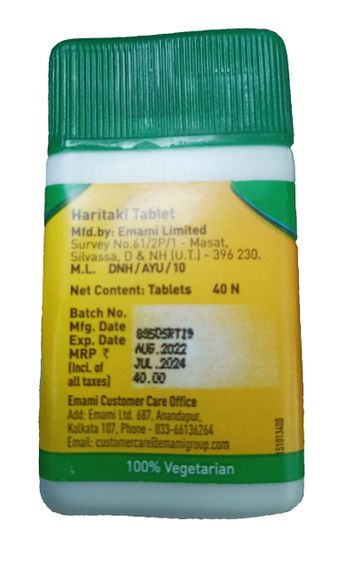 Haritaki Tablet
Mfd.by: Emami Limited
Survey No.61/2P/1 - Masat,
Silvassa, D & NH (U.T.) - 396 230.
M.L. DNH/AYU/10
Net Content: Tablets 40 N
Batch No.
Mfg. Date
Exp. Date
MRP ₹
(Incl. of
all taxes)
AUG.2022
JUL.2024
40.00
Emami Customer Care Office
Add: Emami Ltd. 687, Anandapur,
Kolkata 107, Phone - 033-66136264
Email: customercare@emamigroup.com
100% Vegetarian